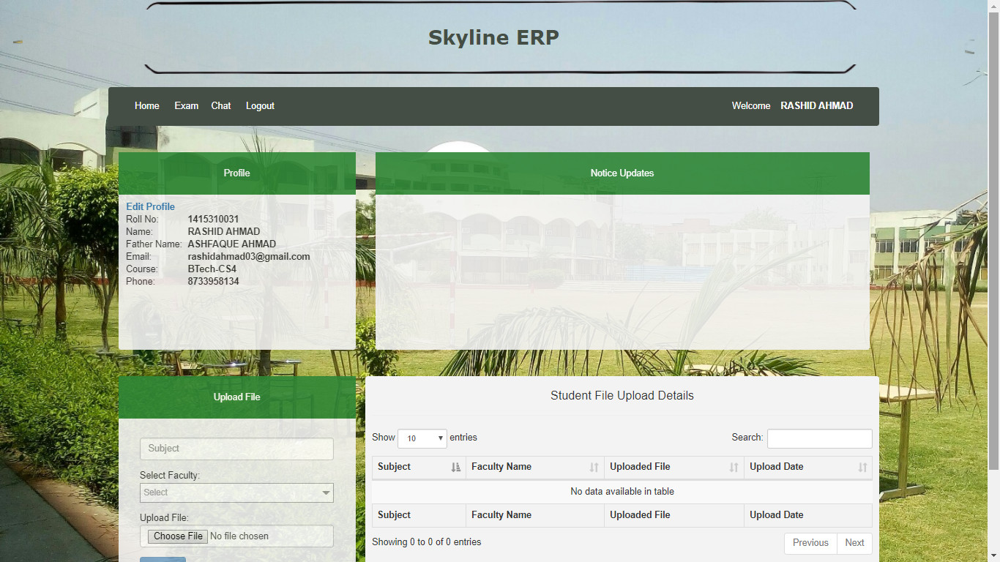 Skyline ERP
Home Exam Chat Logout Welcome RASHID AHMAD
Profile
Edit Profile
Roll No: 1415310031
Name: RASHID AHMAD
Father Name: ASHFAQUE AHMAD
Email: rashidahmad03@gmail.com
Course: BTech-CS4
Phone: 8733958134
Notice Updates
Upload File
Subject
Select Faculty:
Select
Upload File:
Choose File No file chosen
Student File Upload Details
Show 10 entries Search:
Subject Faculty Name Uploaded File Upload Date
No data available in table
Subject Faculty Name Uploaded File Upload Date
Showing 0 to 0 of 0 entries Previous Next